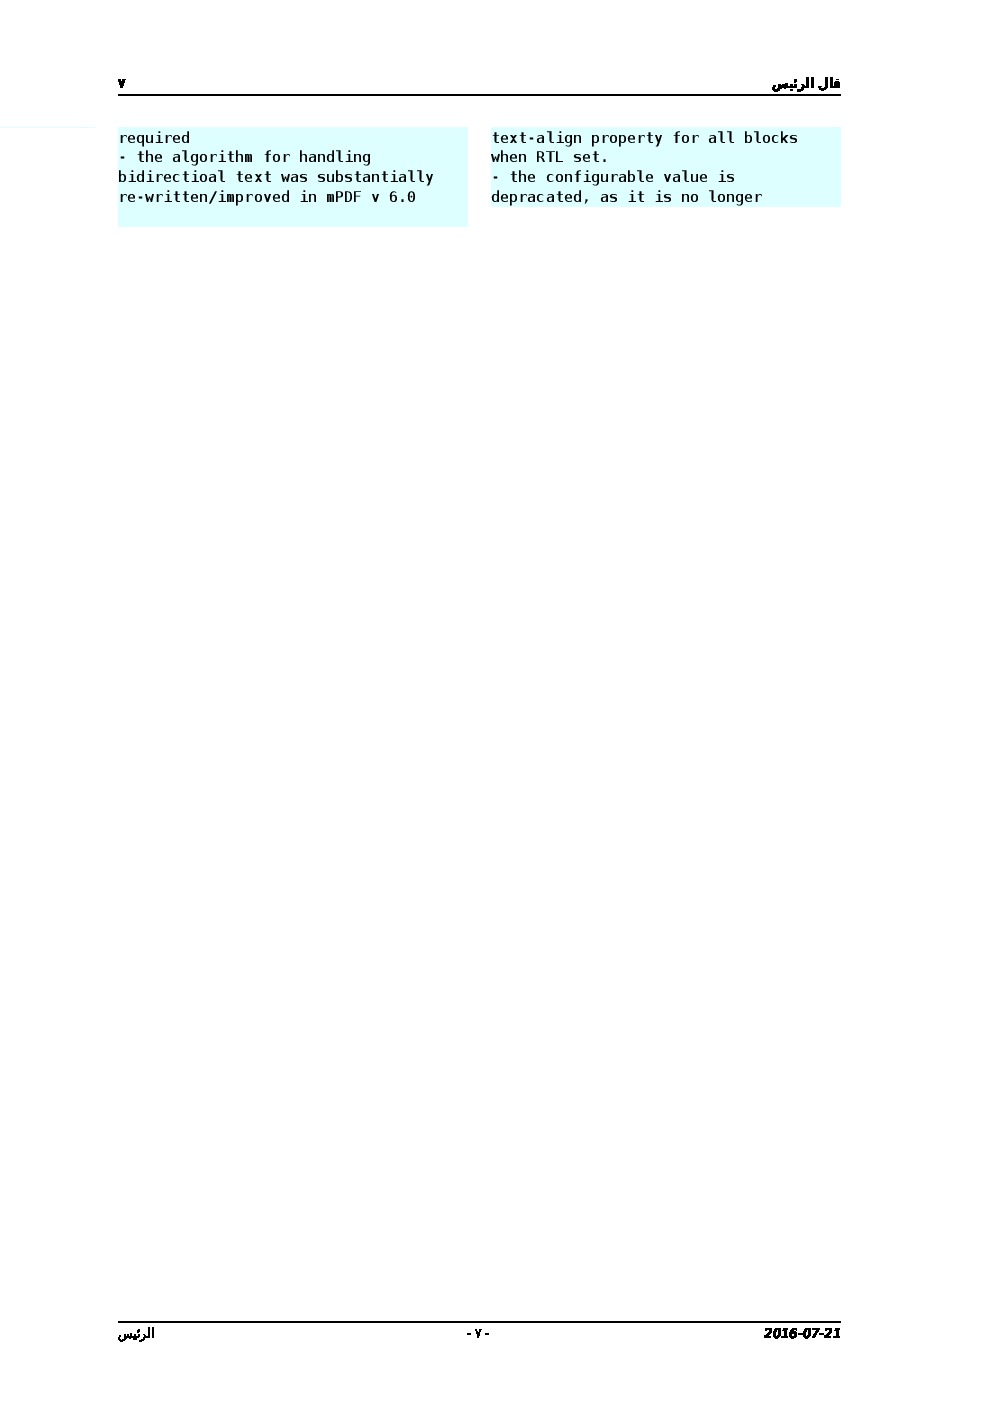 قال الرئيس
٧
text-align property for all blocks
when RTL set.
- the configurable value is
depracated, as it is no longer
required
- the algorithm for handling
bidirectioal text was substantially
re-written/improved in mPDF v 6.0
2016-07-21
- ٧ -
الرئيس